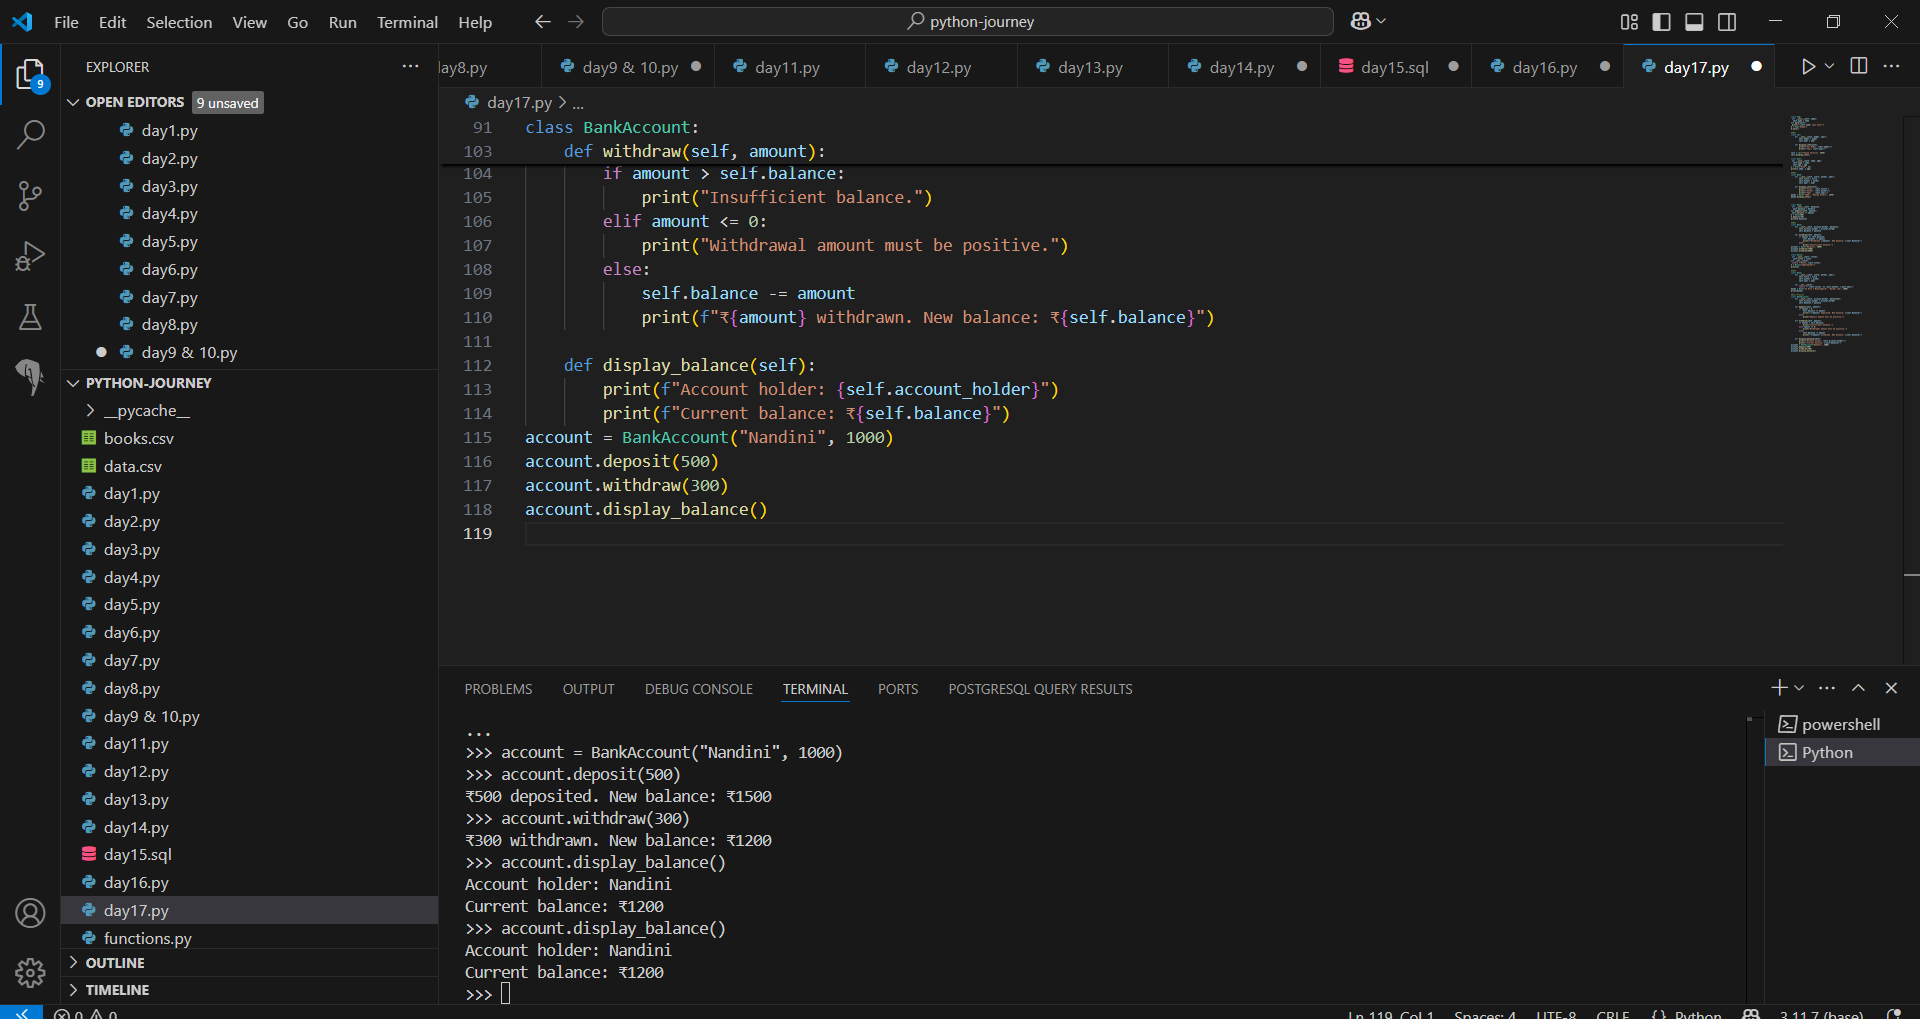 File Edit Selection View Go Run Terminal Help
python-journey
EXPLORER
OPEN EDITORS 9 unsaved
day1.py
day2.py
day3.py
day4.py
day5.py
day6.py
day7.py
day8.py
day9 & 10.py
PYTHON-JOURNEY
__pycache__
books.csv
data.csv
day1.py
day2.py
day3.py
day4.py
day5.py
day6.py
day7.py
day8.py
day9 & 10.py
day11.py
day12.py
day13.py
day14.py
day15.sql
day16.py
day17.py
functions.py
OUTLINE
TIMELINE
9
lay8.py day9 & 10.py day11.py day12.py day13.py day14.py day15.sql day16.py day17.py
day17.py > ...
91 class BankAccount:
103 def withdraw(self, amount):
104 if amount > self.balance:
105 print("Insufficient balance.")
106 elif amount <= 0:
107 print("Withdrawal amount must be positive.")
108 else:
109 self.balance -= amount
110 print(f"₹{amount} withdrawn. New balance: ₹{self.balance}")
111
112 def display_balance(self):
113 print(f"Account holder: {self.account_holder}")
114 print(f"Current balance: ₹{self.balance}")
115 account = BankAccount("Nandini", 1000)
116 account.deposit(500)
117 account.withdraw(300)
118 account.display_balance()
119
PROBLEMS OUTPUT DEBUG CONSOLE TERMINAL PORTS POSTGRESQL QUERY RESULTS
...
>>> account = BankAccount("Nandini", 1000)
>>> account.deposit(500)
₹500 deposited. New balance: ₹1500
>>> account.withdraw(300)
₹300 withdrawn. New balance: ₹1200
>>> account.display_balance()
Account holder: Nandini
Current balance: ₹1200
>>> account.display_balance()
Account holder: Nandini
Current balance: ₹1200
>>>
powershell
Python
0 0 Ln 119, Col 1 Spaces: 4 UTF-8 CRLF {} Python 3.11.7 (base)